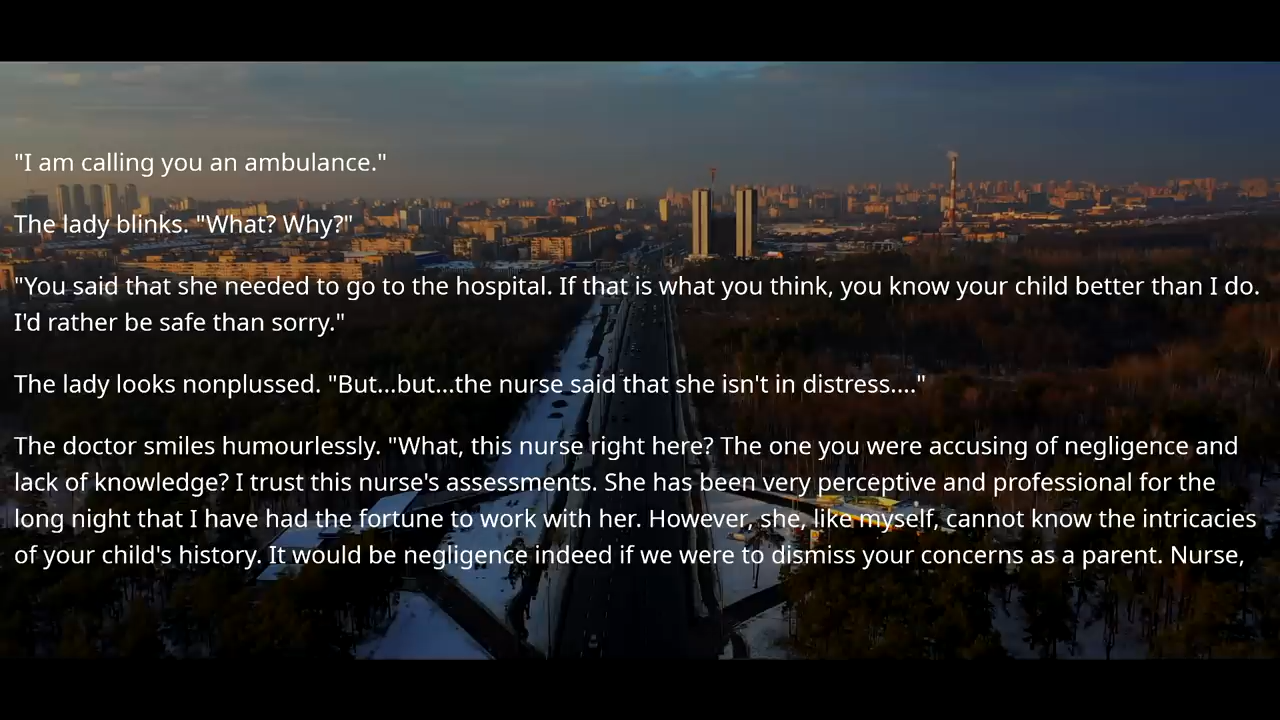 "I am calling you an ambulance."
The lady blinks. "What? Why?"
"You said that she needed to go to the hospital. If that is what you think, you know your child better than I do.
I'd rather be safe than sorry."
The lady looks nonplussed. "But...but...the nurse said that she isn't in distress...."
The doctor smiles humourlessly. "What, this nurse right here? The one you were accusing of negligence and
lack of knowledge? I trust this nurse's assessments. She has been very perceptive and professional for the
long night that I have had the fortune to work with her. However, she, like myself, cannot know the intricacies
of your child's history. It would be negligence indeed if we were to dismiss your concerns as a parent. Nurse,